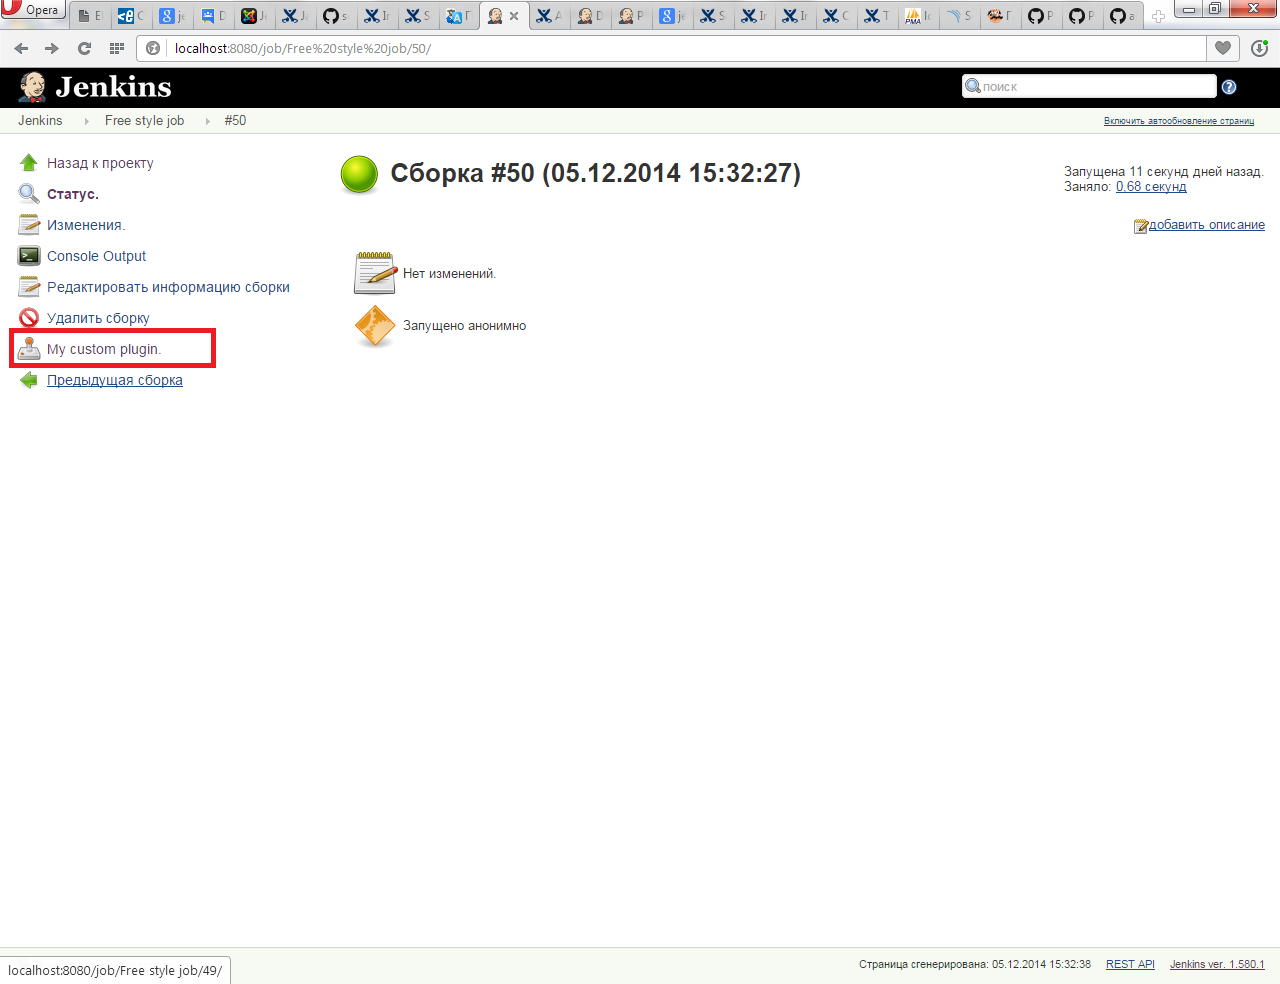 Opera
localhost:8080/job/Free%20style%20job/50/
Jenkins
поиск
Jenkins Free style job #50
Включить автообновление страниц
Назад к проекту
Статус.
Изменения.
Console Output
Редактировать информацию сборки
Удалить сборку
My custom plugin.
Предыдущая сборка
Сборка #50 (05.12.2014 15:32:27)
Запущена 11 секунд дней назад.
Заняло: 0,68 секунд
добавить описание
Нет изменений.
Запущено анонимно
localhost:8080/job/Free style job/49/
Страница сгенерирована: 05.12.2014 15:32:38 REST API Jenkins ver. 1.580.1